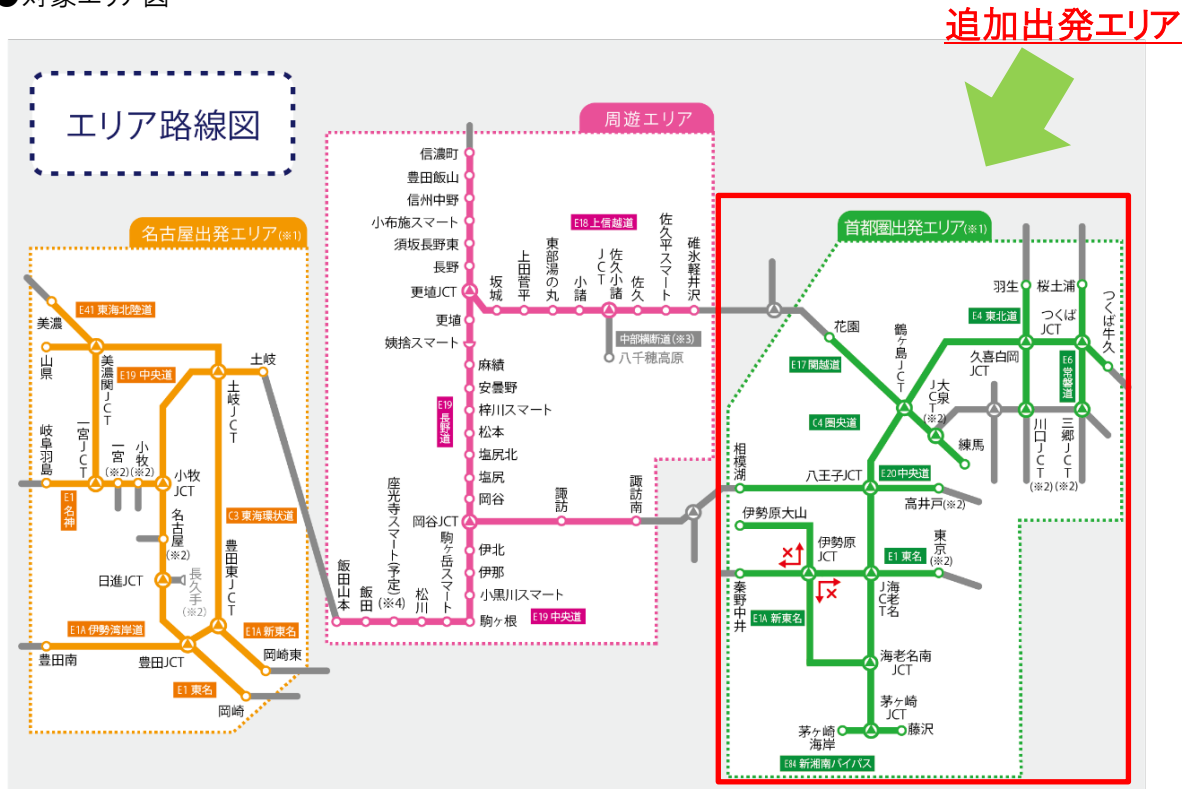 ●対象エリア図
追加出発エリア
エリア路線図
周遊エリア
信濃町
豊田飯山
信州中野
小布施スマート
須坂長野東
長野
更埴JCT
更埴
姨捨スマート
麻績
安曇野
梓川スマート
松本
塩尻北
塩尻
岡谷
岡谷JCT
伊北
伊那
小黒川スマート
駒ヶ根
E18 上信越道
坂城
上田菅平
東部湯の丸
小諸
佐久小諸JCT
佐久
佐久平スマート
碓氷軽井沢
中部横断道(※3)
八千穂高原
E19 長野道
諏訪
諏訪南
座光寺スマート(予定)(※4)
駒ヶ岳スマート
飯田山本
飯田
松川
E19 中央道
名古屋出発エリア(※1)
E41 東海北陸道
美濃
山県
美濃関JCT
E19 中央道
土岐
土岐JCT
岐阜羽島
一宮JCT
一宮(※2)
小牧(※2)
小牧JCT
E1 名神
C3 東海環状道
名古屋(※2)
豊田東JCT
日進JCT
長久手(※2)
E1A 伊勢湾岸道
E1A 新東名
豊田南
豊田JCT
岡崎東
E1 東名
岡崎
首都圏出発エリア(※1)
羽生
桜土浦
つくば牛久
E4 東北道
つくばJCT
花園
鶴ヶ島JCT
久喜白岡JCT
E6 常磐道
E17 関越道
大泉JCT(※2)
C4 圏央道
練馬
川口JCT(※2)
三郷JCT(※2)
相模湖
八王子JCT
E20 中央道
高井戸(※2)
伊勢原大山
伊勢原JCT
E1 東名
東京(※2)
秦野中井
E1A 新東名
海老名JCT
海老名南JCT
茅ヶ崎JCT
茅ヶ崎海岸
藤沢
E84 新湘南バイパス